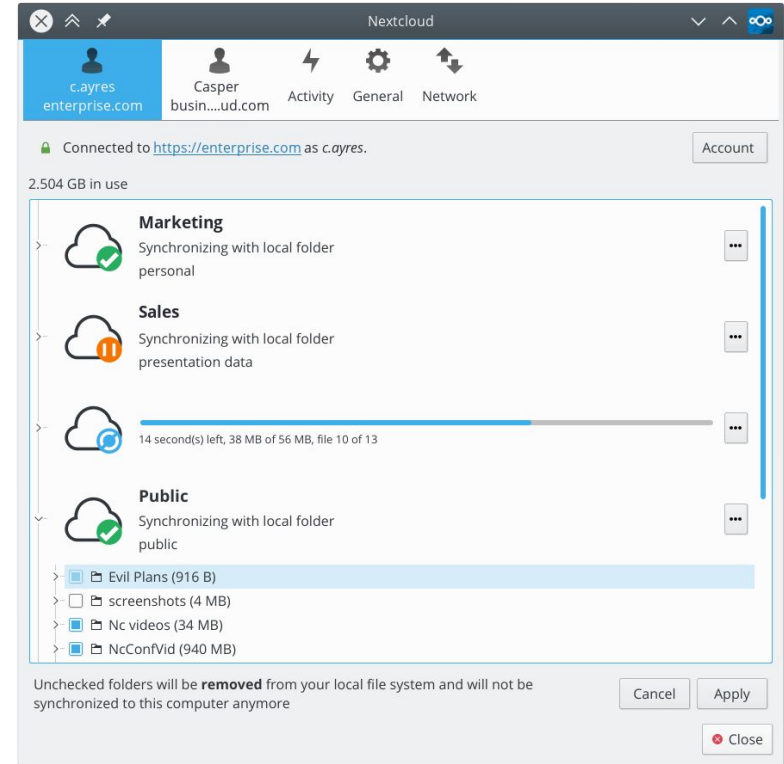 Nextcloud
c.ayres
enterprise.com
Casper
busin....ud.com
Activity
General
Network
Connected to https://enterprise.com as c.ayres.
Account
2.504 GB in use
Marketing
Synchronizing with local folder
personal
Sales
Synchronizing with local folder
presentation data
14 second(s) left, 38 MB of 56 MB, file 10 of 13
Public
Synchronizing with local folder
public
Evil Plans (916 B)
screenshots (4 MB)
Nc videos (34 MB)
NcConfVid (940 MB)
Unchecked folders will be removed from your local file system and will not be
synchronized to this computer anymore
Cancel
Apply
Close